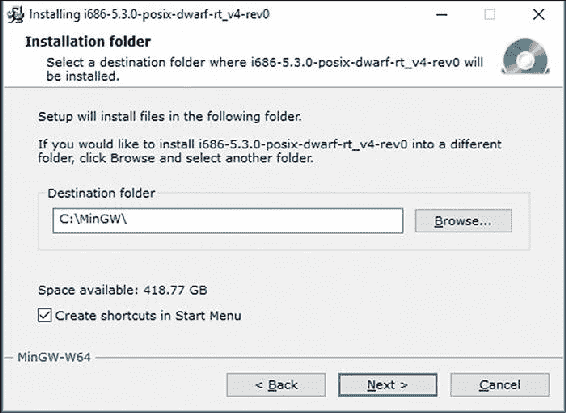 Installing i686-5.3.0-posix-dwarf-rt_v4-rev0
Installation folder
Select a destination folder where i686-5.3.0-posix-dwarf-rt_v4-rev0 will
be installed.
Setup will install files in the following folder.
If you would like to install i686-5.3.0-posix-dwarf-rt_v4-rev0 into a different
folder, click Browse and select another folder.
Destination folder
C:\MinGW\
Browse...
Space available: 418.77 GB
Create shortcuts in Start Menu
MinGW-W64
< Back
Next >
Cancel